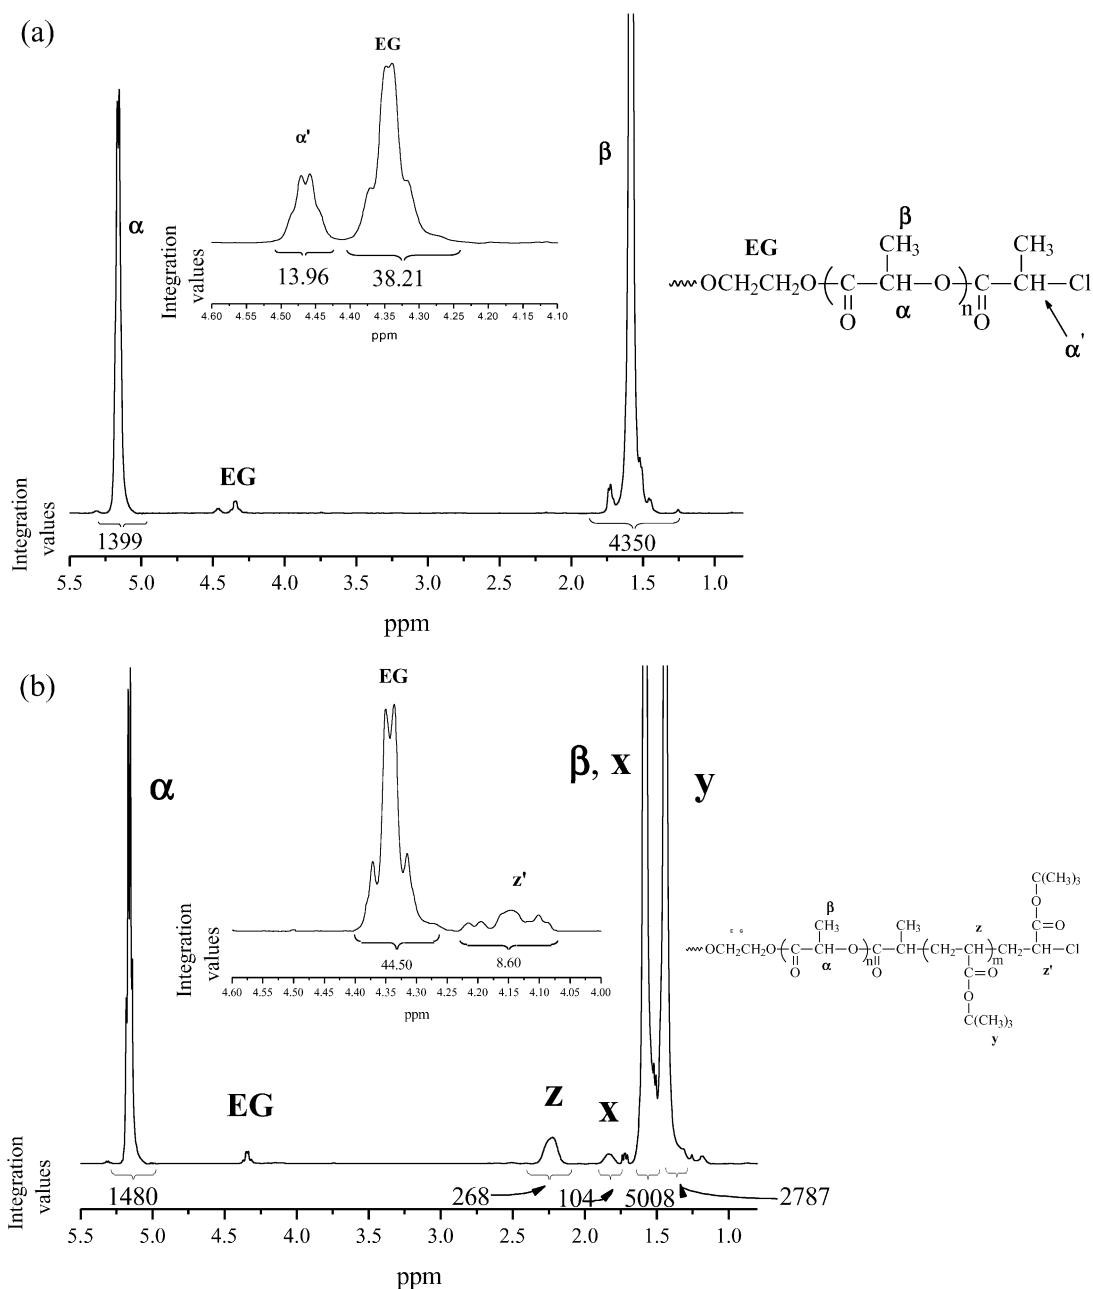 (a)
EG
α'
α
β
Integration values
13.96
38.21
4.60 4.55 4.50 4.45 4.40 4.35 4.30 4.25 4.20 4.15 4.10
ppm
EG
β
CH3
CH3
OCH2CH2O
(
C
CH
O
)
n
C
CH
Cl
O
α
O
α'
EG
Integration values
1399
4350
5.5 5.0 4.5 4.0 3.5 3.0 2.5 2.0 1.5 1.0
ppm
(b)
EG
α
β, x
y
z'
Integration values
44.50
8.60
4.60 4.55 4.50 4.45 4.40 4.35 4.30 4.25 4.20 4.15 4.10 4.05 4.00
ppm
C(CH3)3
O
C=O
β
CH3
CH3
z
OCH2CH2O
(
C
CH
O
)
n
C
CH
(
CH2
CH
)
m
CH2
CH
Cl
O
α
O
C=O
z'
O
C(CH3)3
y
EG
z
x
Integration values
1480
268
104
5008
2787
5.0 4.5 4.0 3.5 3.0 2.5 2.0 1.5 1.0
ppm